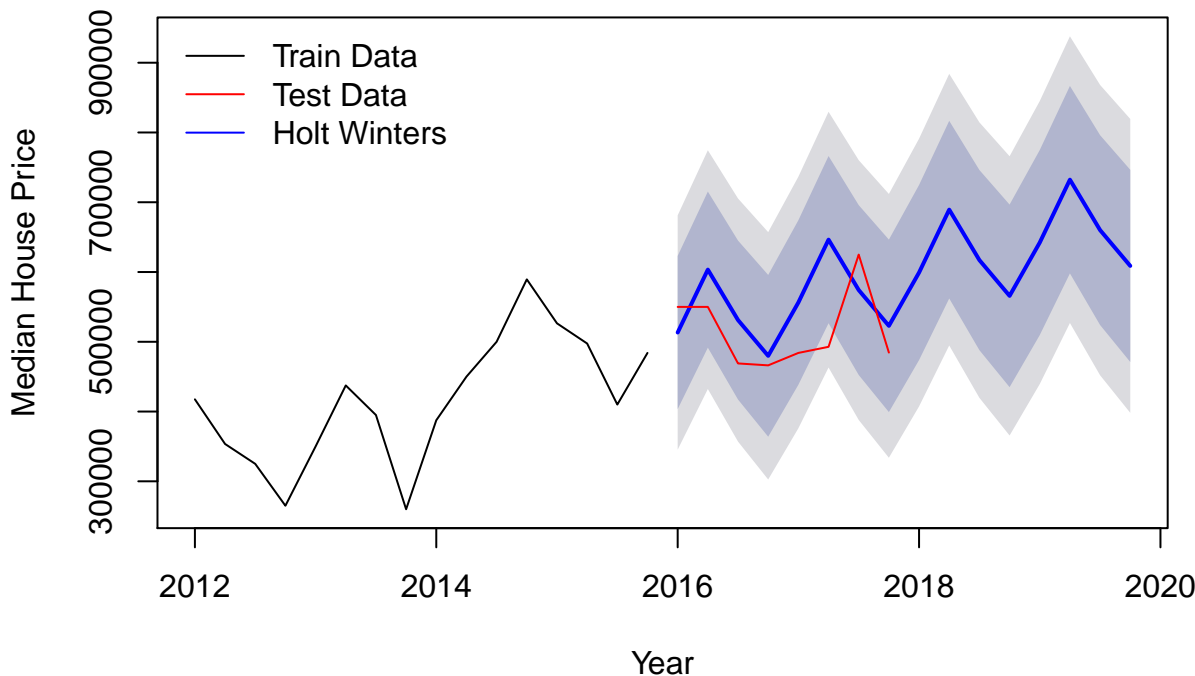 Train Data
Test Data
Holt Winters
Median House Price
900000
700000
500000
300000
2012
2014
2016
2018
2020
Year